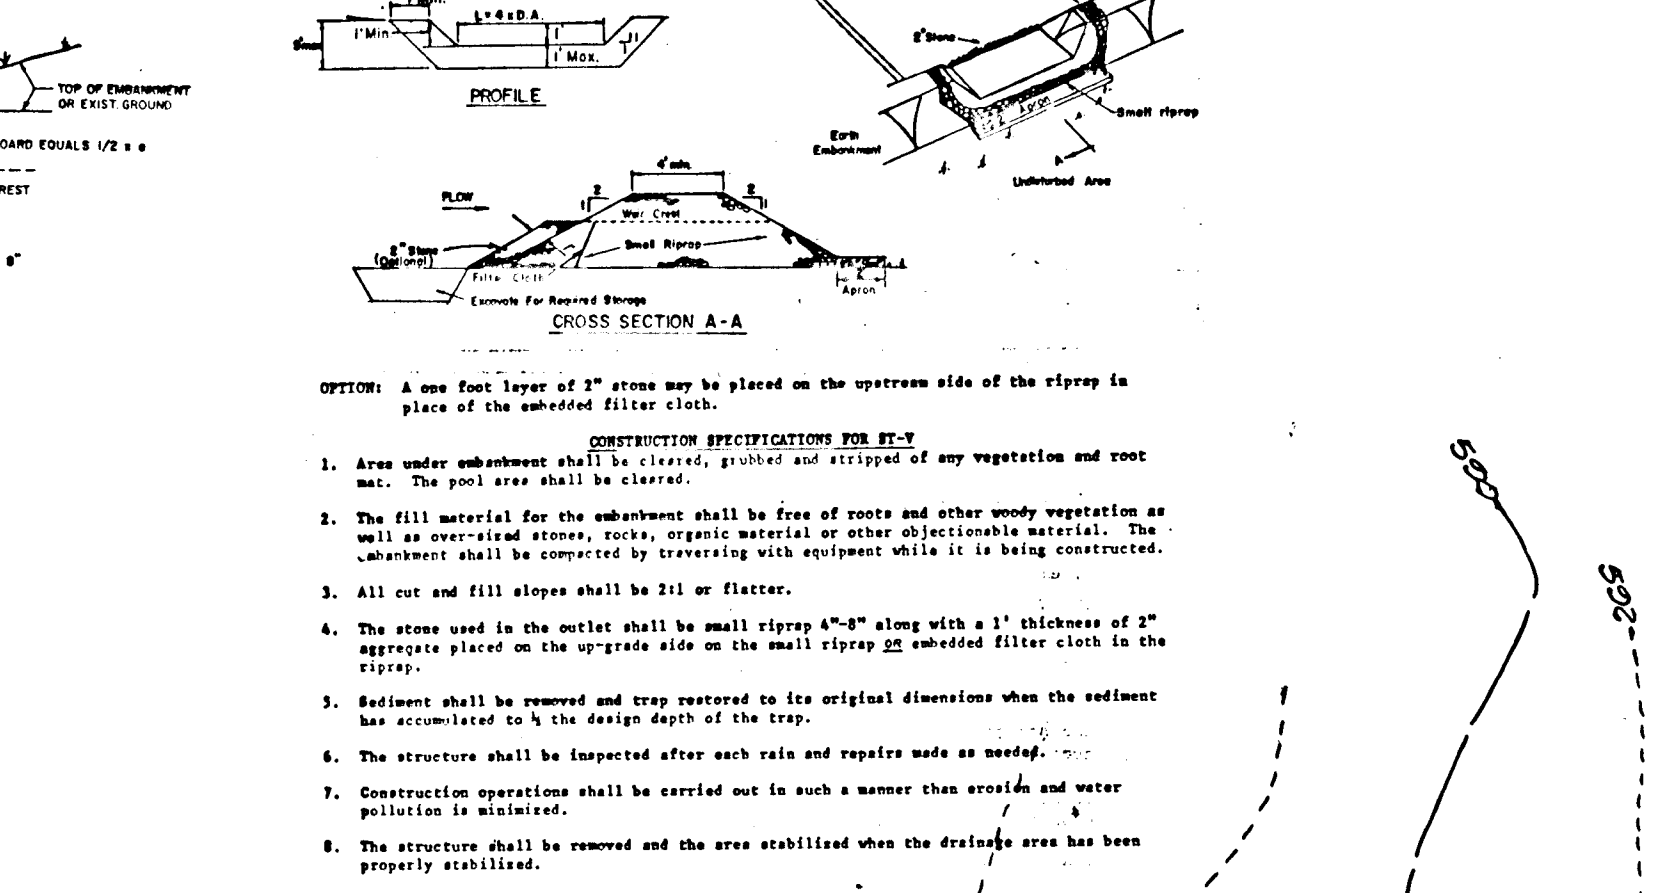 L = 4 x D.A.
1' Min
5' max
1'
1
1
1' Max.
PROFILE
TOP OF EMBANKMENT
OR EXIST. GROUND
OARD EQUALS 1/2 x e
REST
8"
2" Stone
2' Apron
Small riprap
Earth
Embankment
A
A
Undisturbed Area
4' min.
FLOW
2
1
2
1
Weir Crest
2" Stone
(Optional)
Small Riprap
Filter Cloth
Apron
Excavate For Required Storage
CROSS SECTION A-A
OPTION: A one foot layer of 2" stone may be placed on the upstream side of the riprap in
place of the embedded filter cloth.
CONSTRUCTION SPECIFICATIONS FOR ST-V
1. Area under embankment shall be cleared, grubbed and stripped of any vegetation and root
mat. The pool area shall be cleared.
2. The fill material for the embankment shall be free of roots and other woody vegetation as
well as over-sized stones, rocks, organic material or other objectionable material. The
embankment shall be compacted by traversing with equipment while it is being constructed.
3. All cut and fill slopes shall be 2:1 or flatter.
4. The stone used in the outlet shall be small riprap 4"-8" along with a 1' thickness of 2"
aggregate placed on the up-grade side on the small riprap OR embedded filter cloth in the
riprap.
5. Sediment shall be removed and trap restored to its original dimensions when the sediment
has accumulated to ½ the design depth of the trap.
6. The structure shall be inspected after each rain and repairs made as needed.
7. Construction operations shall be carried out in such a manner than erosion and water
pollution is minimized.
8. The structure shall be removed and the area stabilized when the drainage area has been
properly stabilized.
590
592